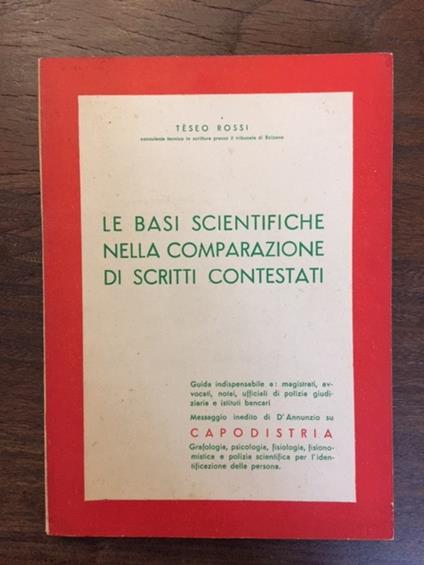 TÈSEO ROSSI
consulente tecnico in scritture presso il tribunale di Bolzano
LE BASI SCIENTIFICHE
NELLA COMPARAZIONE
DI SCRITTI CONTESTATI
Guida indispensabile a: magistrati, av-
vocati, notai, ufficiali di polizia giudi-
ziaria e istituti bancari
Messaggio inedito di D'Annunzio su
CAPODISTRIA
Grafologia, psicologia, fisiologia, fisiono-
mistica e polizia scientifica per l'iden-
tificazione della persona.